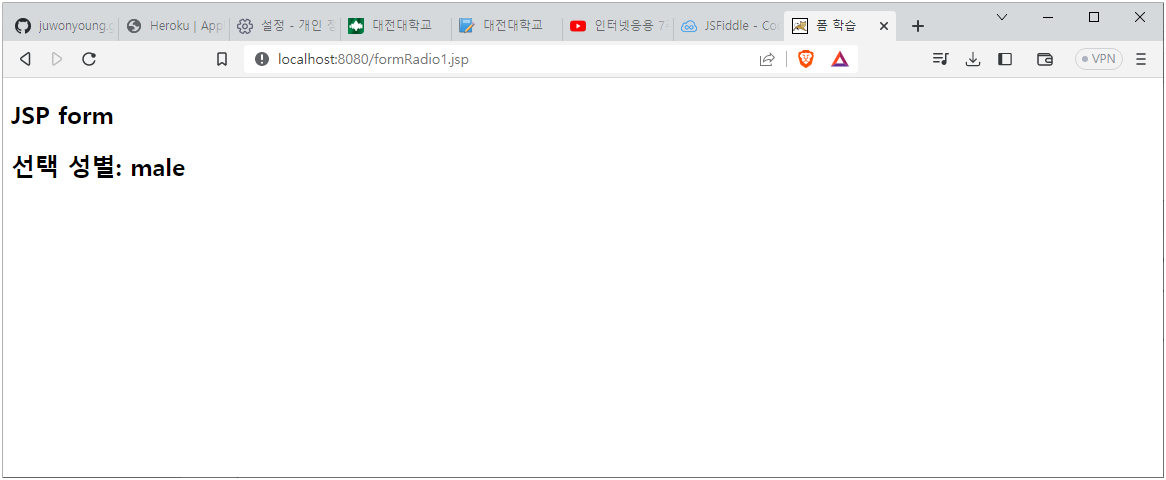 juwonyoung.g
Heroku | App
설정 - 개인 정
대전대학교
대전대학교
인터넷응용 7
JSFiddle - Co
폼 학습
localhost:8080/formRadio1.jsp
VPN
JSP form
선택 성별: male